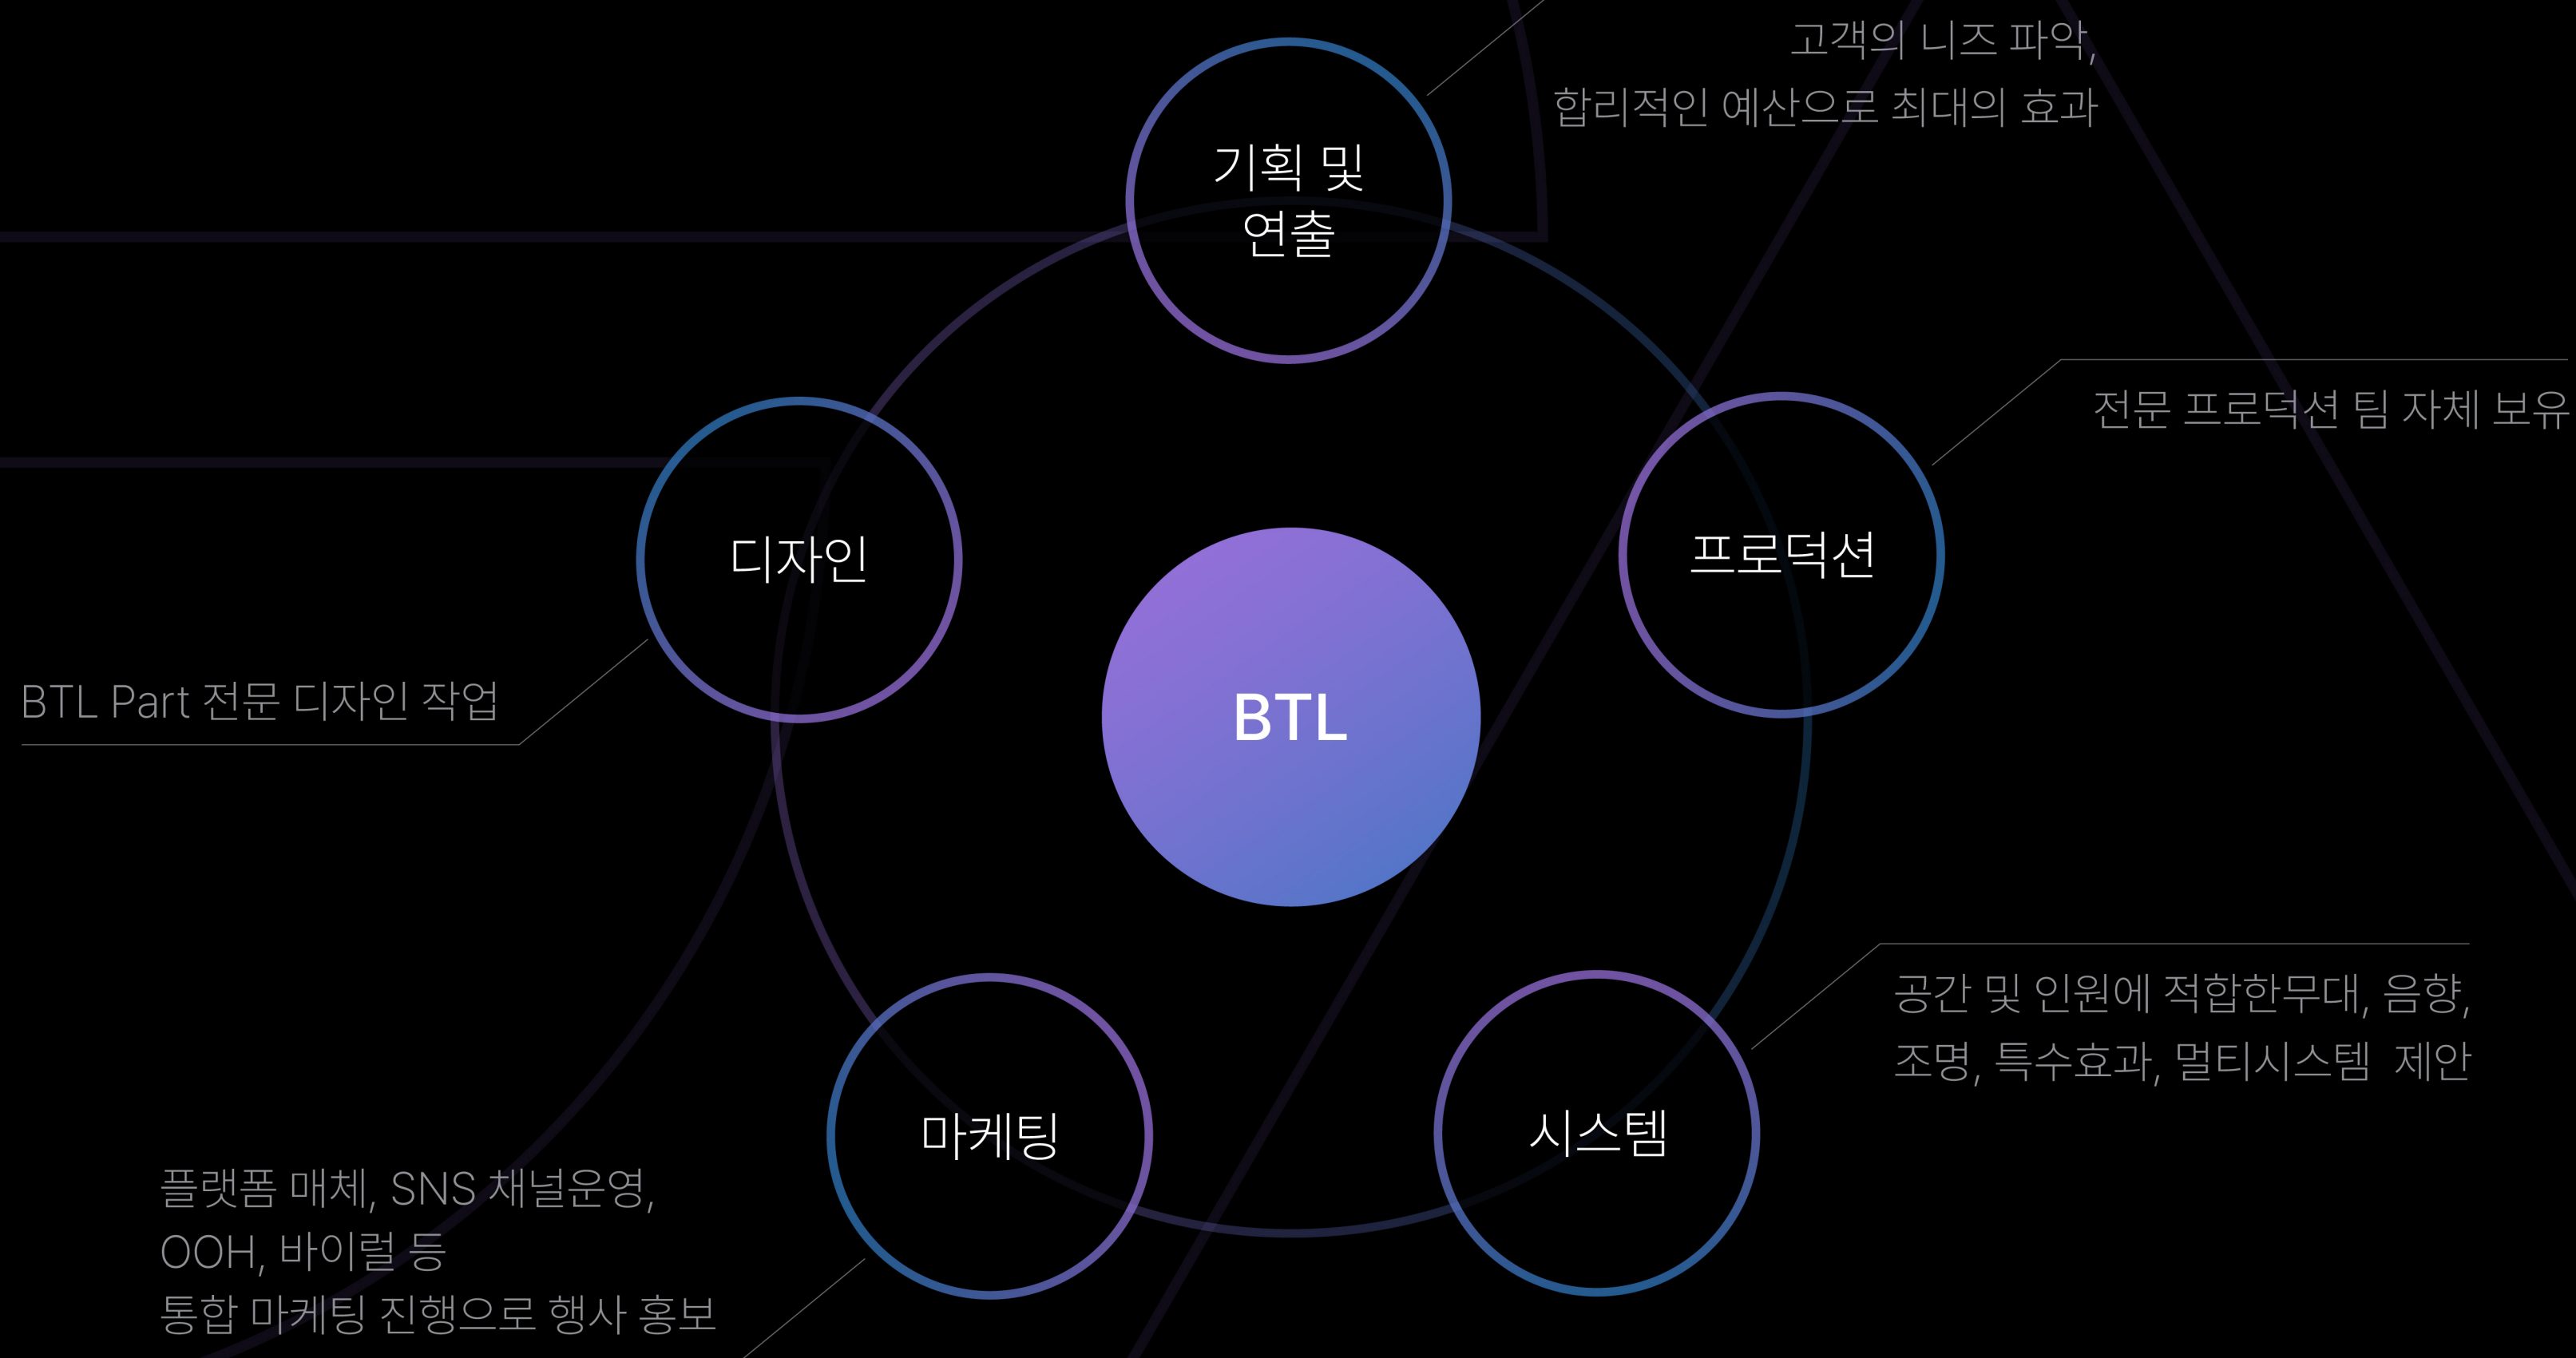 고객의 니즈 파악,
합리적인 예산으로 최대의 효과
기획 및
연출
전문 프로덕션 팀 자체 보유
디자인
프로덕션
BTL Part 전문 디자인 작업
BTL
공간 및 인원에 적합한무대, 음향,
조명, 특수효과, 멀티시스템 제안
마케팅
시스템
플랫폼 매체, SNS 채널운영,
OOH, 바이럴 등
통합 마케팅 진행으로 행사 홍보